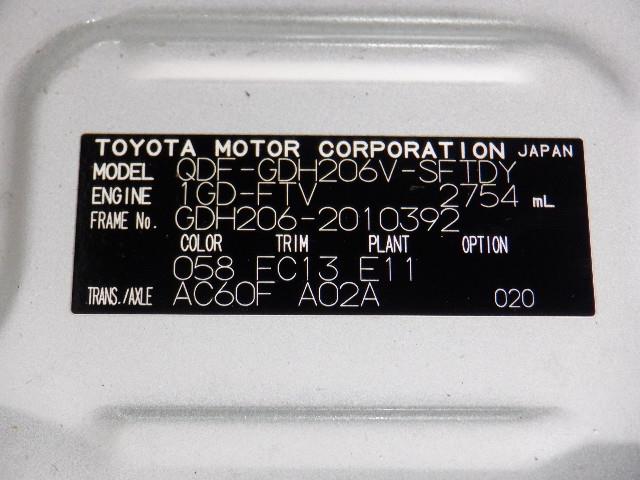 TOYOTA MOTOR CORPORATION JAPAN
MODEL QDF-GDH206V-SFTDY
ENGINE 1GD-FTV 2754 mL
FRAME No. GDH206-2010392
COLOR TRIM PLANT OPTION
058 FC13 E11
TRANS./AXLE AC60F A02A 020